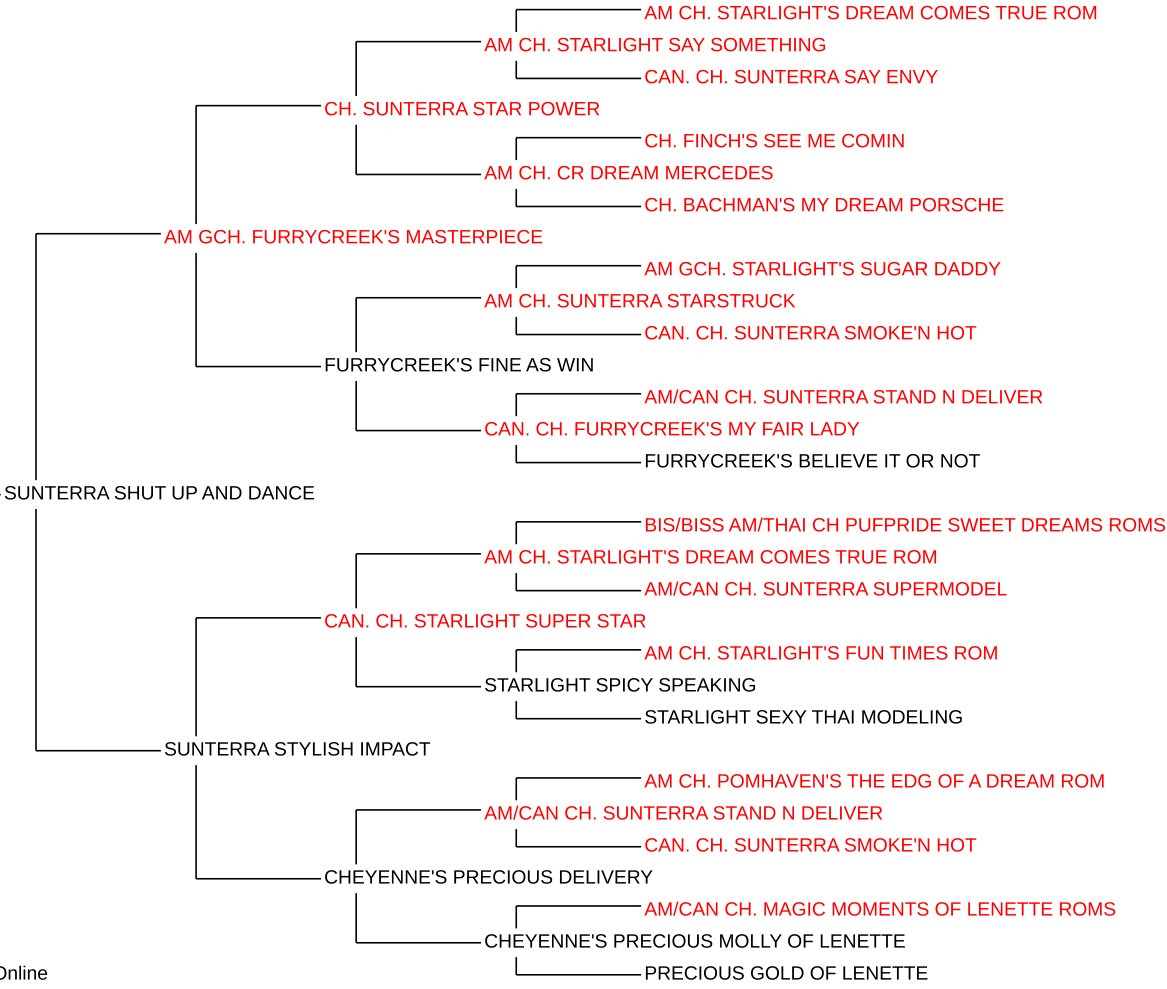 AM CH. STARLIGHT'S DREAM COMES TRUE ROM
AM CH. STARLIGHT SAY SOMETHING
CAN. CH. SUNTERRA SAY ENVY
CH. SUNTERRA STAR POWER
CH. FINCH'S SEE ME COMIN
AM CH. CR DREAM MERCEDES
CH. BACHMAN'S MY DREAM PORSCHE
AM GCH. FURRYCREEK'S MASTERPIECE
AM GCH. STARLIGHT'S SUGAR DADDY
AM CH. SUNTERRA STARSTRUCK
CAN. CH. SUNTERRA SMOKE'N HOT
FURRYCREEK'S FINE AS WIN
AM/CAN CH. SUNTERRA STAND N DELIVER
CAN. CH. FURRYCREEK'S MY FAIR LADY
FURRYCREEK'S BELIEVE IT OR NOT
SUNTERRA SHUT UP AND DANCE
BIS/BISS AM/THAI CH PUFPRIDE SWEET DREAMS ROMS
AM CH. STARLIGHT'S DREAM COMES TRUE ROM
AM/CAN CH. SUNTERRA SUPERMODEL
CAN. CH. STARLIGHT SUPER STAR
AM CH. STARLIGHT'S FUN TIMES ROM
STARLIGHT SPICY SPEAKING
STARLIGHT SEXY THAI MODELING
SUNTERRA STYLISH IMPACT
AM CH. POMHAVEN'S THE EDG OF A DREAM ROM
AM/CAN CH. SUNTERRA STAND N DELIVER
CAN. CH. SUNTERRA SMOKE'N HOT
CHEYENNE'S PRECIOUS DELIVERY
AM/CAN CH. MAGIC MOMENTS OF LENETTE ROMS
CHEYENNE'S PRECIOUS MOLLY OF LENETTE
PRECIOUS GOLD OF LENETTE
Online